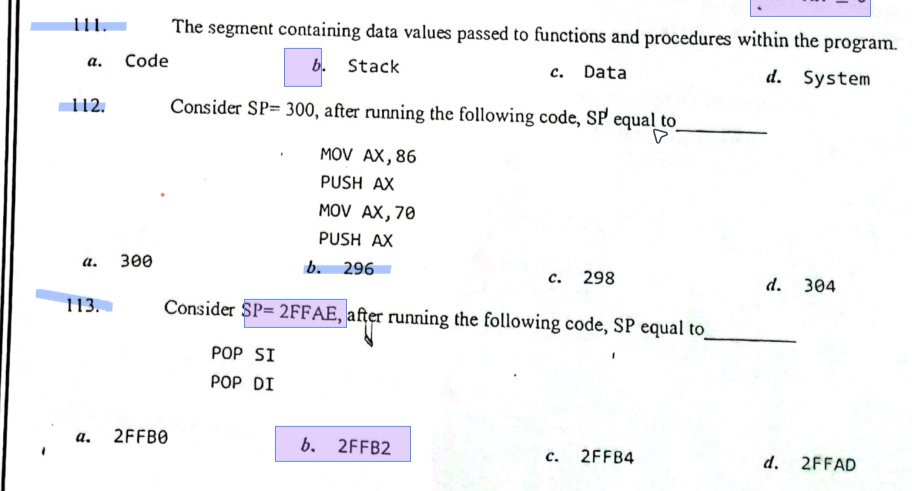 111. The segment containing data values passed to functions and procedures within the program.
a. Code b. Stack c. Data d. System
112. Consider SP= 300, after running the following code, SP equal to_______
MOV AX,86
PUSH AX
MOV AX,70
PUSH AX
a. 300 b. 296 c. 298 d. 304
113. Consider SP= 2FFAE, after running the following code, SP equal to_______
POP SI
POP DI
a. 2FFB0 b. 2FFB2 c. 2FFB4 d. 2FFAD